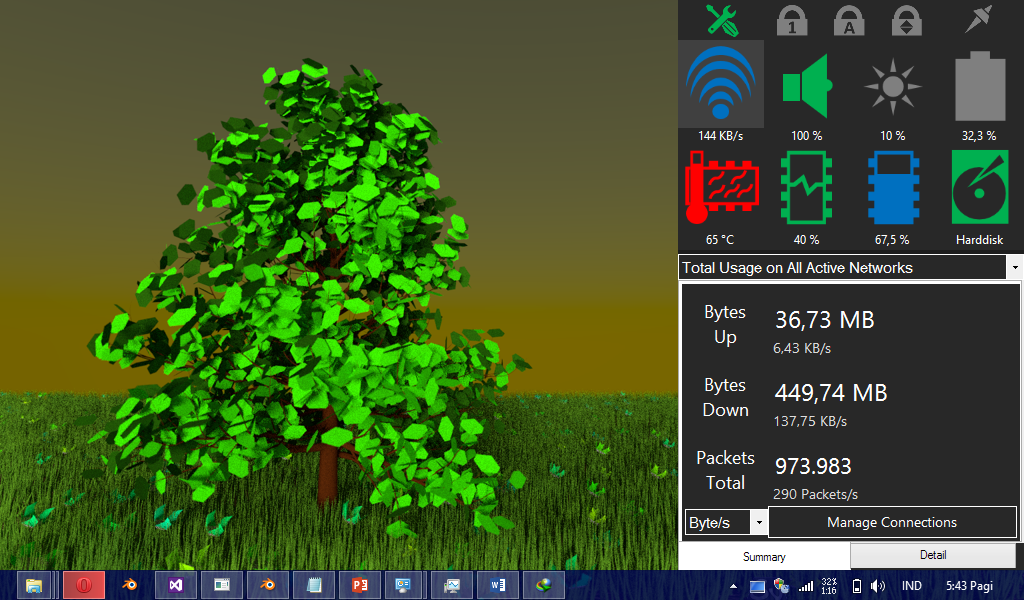 1 A
144 KB/s 100 % 10 % 32,3 %
65 °C 40 % 67,5 % Harddisk
Total Usage on All Active Networks
Bytes Up
36,73 MB
6,43 KB/s
Bytes Down
449,74 MB
137,75 KB/s
Packets Total
973.983
290 Packets/s
Byte/s Manage Connections
Summary Detail
32%
1:16
IND 5:43 Pagi